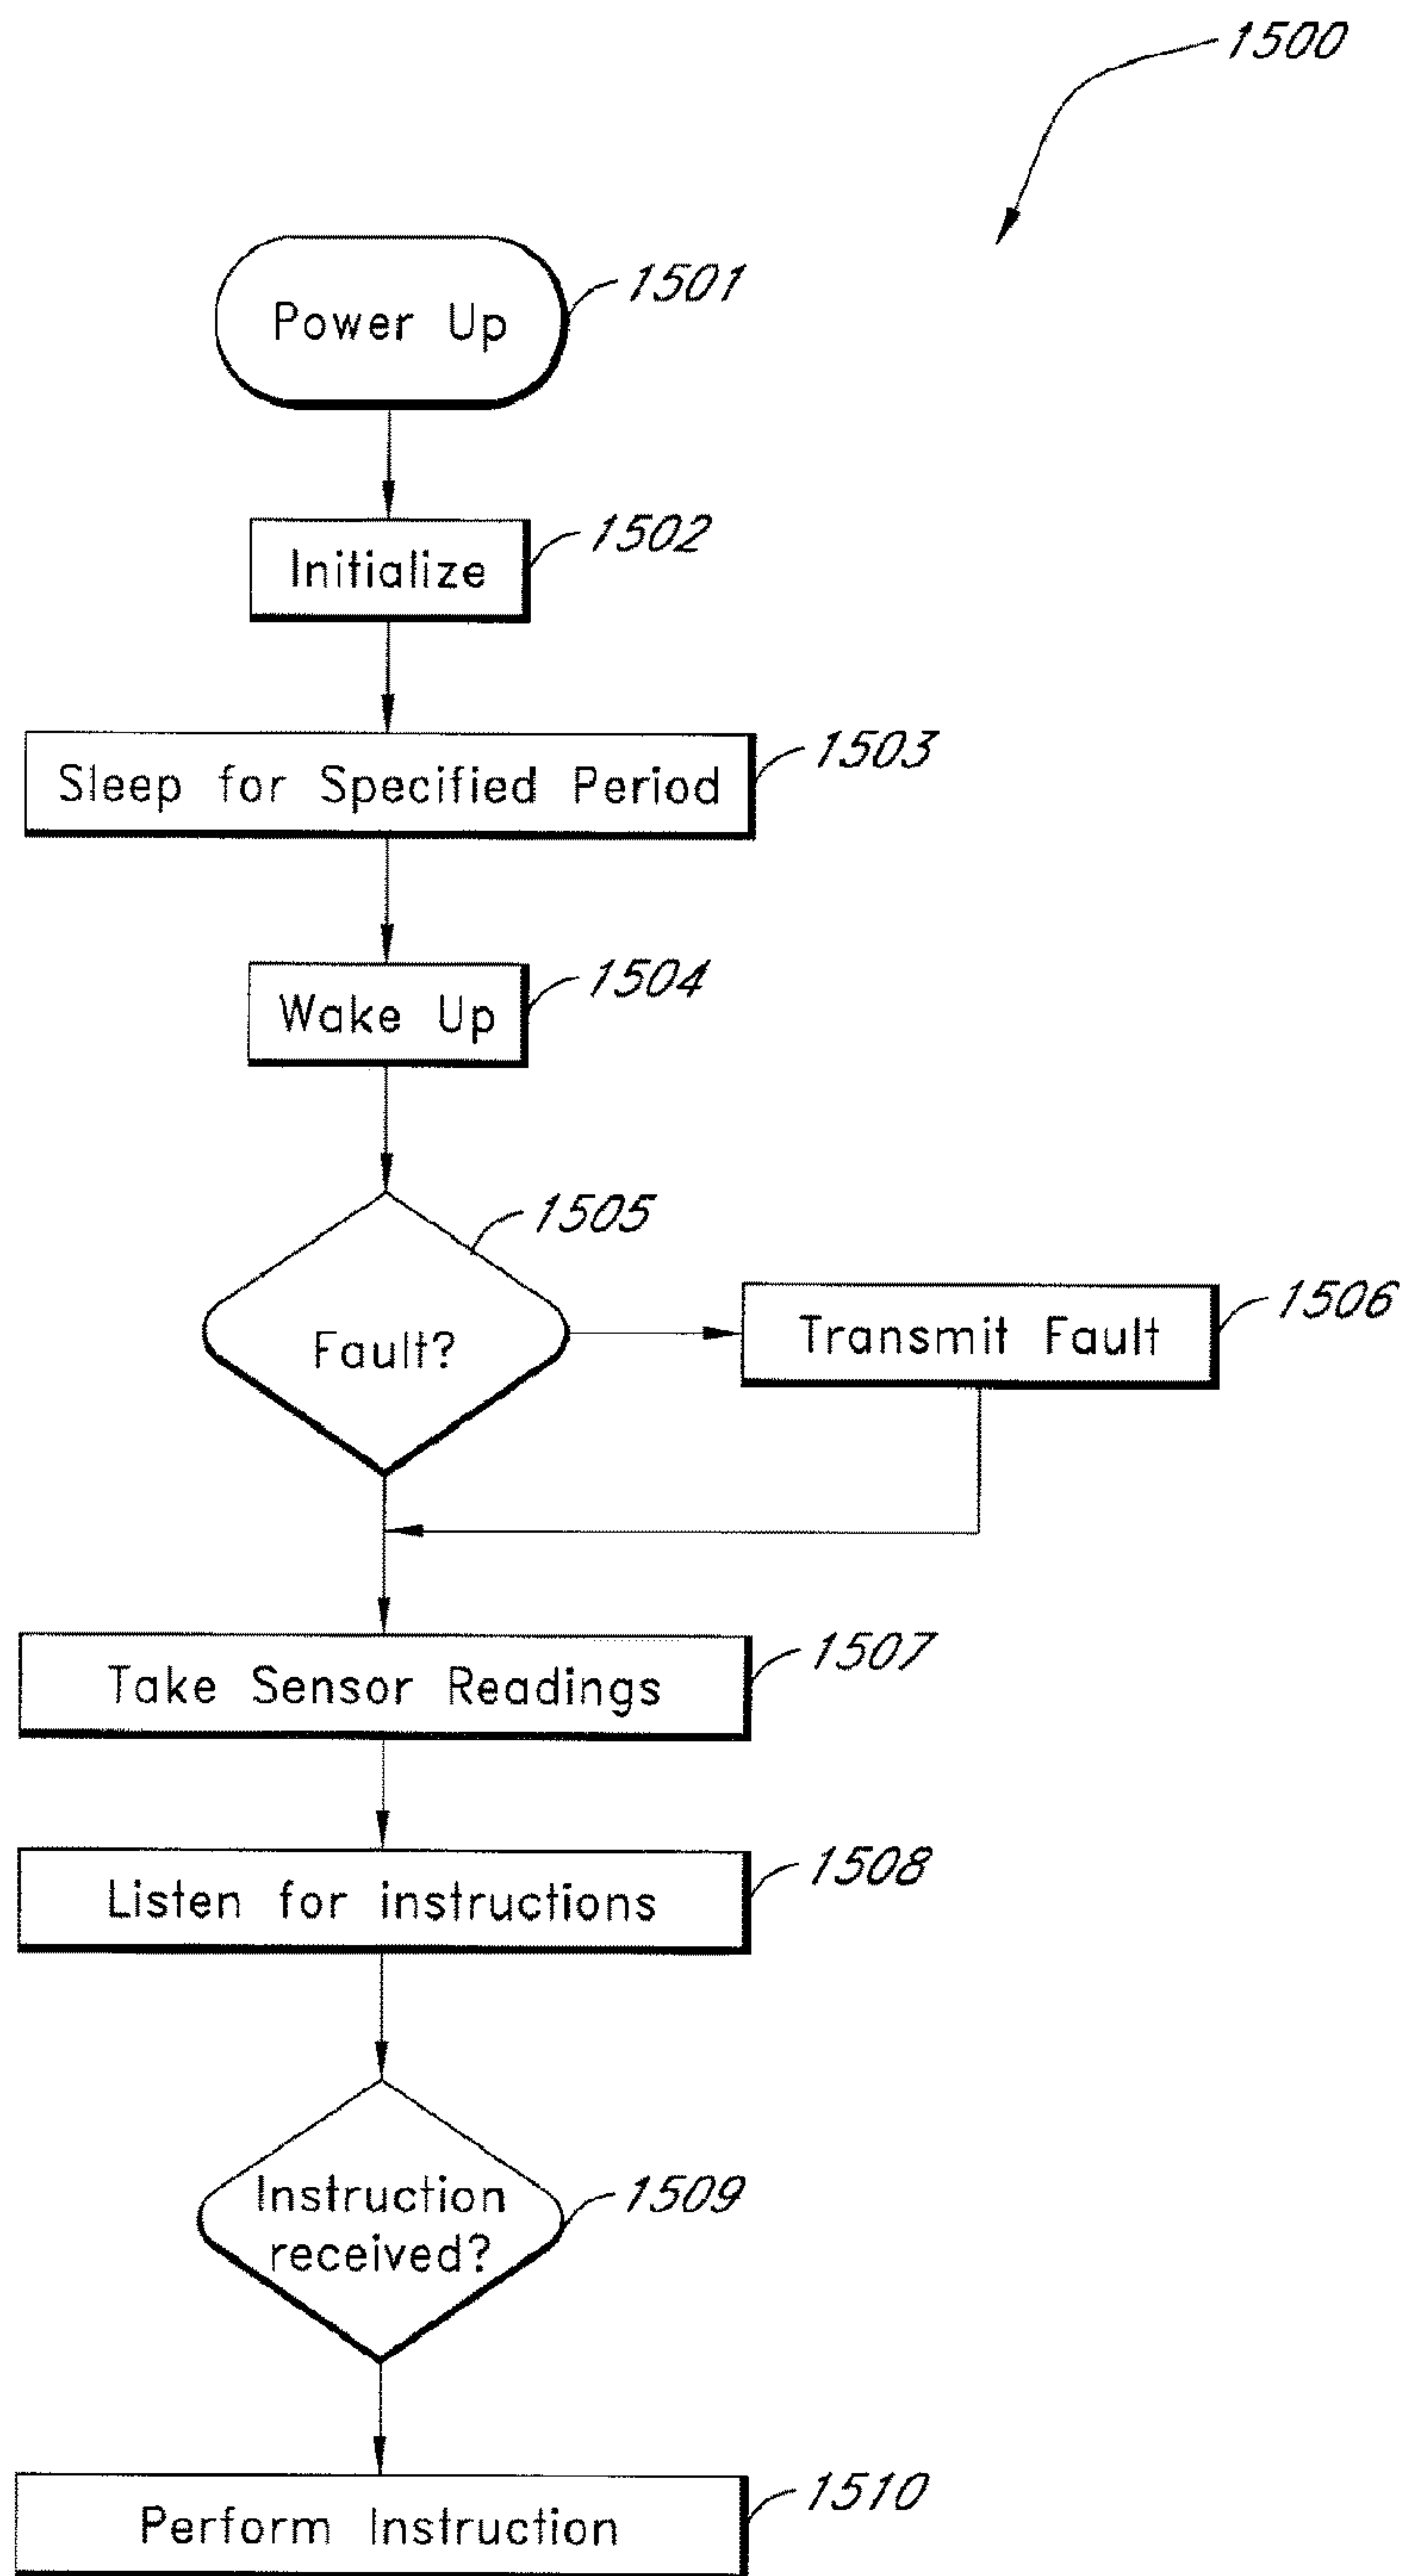 1500
Power Up
1501
Initialize
1502
Sleep for Specified Period
1503
Wake Up
1504
1505
Fault?
Transmit Fault
1506
Take Sensor Readings
1507
Listen for instructions
1508
Instruction
received?
1509
Perform Instruction
1510